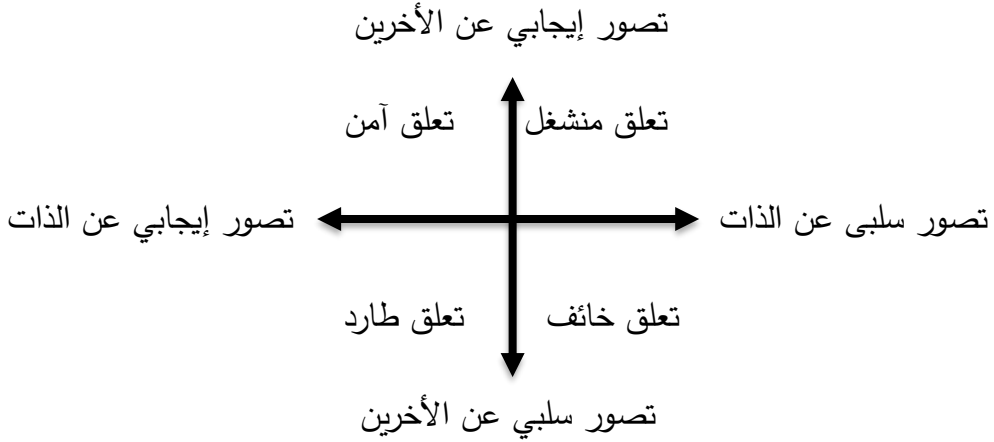 تصور إيجابي عن الأخرين
تعلق منشغل
تعلق آمن
تصور سلبى عن الذات
تصور إيجابي عن الذات
تعلق خائف
تعلق طارد
تصور سلبي عن الأخرين